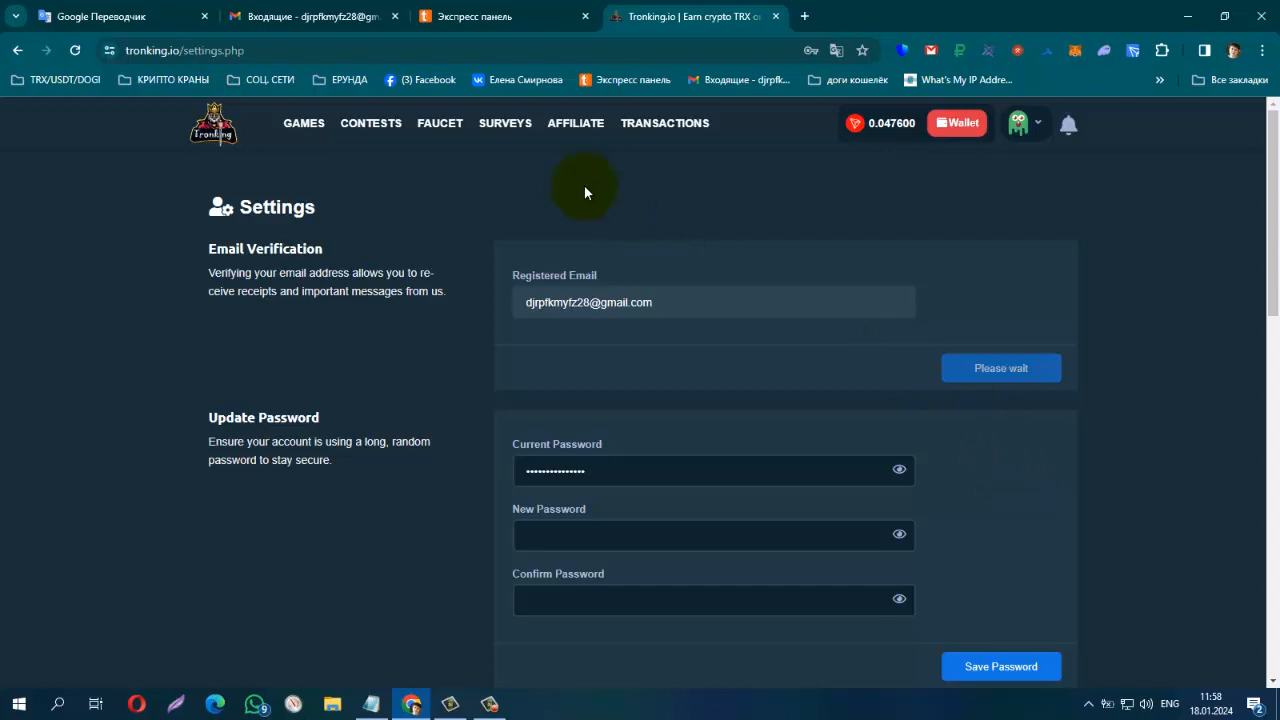 Google Переводчик
Входящие - djrpfkmyfz28@gm...
Экспресс панель
Tronking.io | Earn crypto TRX o
tronking.io/settings.php
TRX/USDT/DOGI
КРИПТО КРАНЫ
СОЦ. СЕТИ
ЕРУНДА
(3) Facebook
Елена Смирнова
Экспресс панель
Входящие - djrpfk...
доги кошелёк
What's My IP Addre...
»
Все закладки
Tronking
GAMES
CONTESTS
FAUCET
SURVEYS
AFFILIATE
TRANSACTIONS
0.047600
Wallet
Settings
Email Verification
Verifying your email address allows you to re-
ceive receipts and important messages from us.
Registered Email
djrpfkmyfz28@gmail.com
Please wait
Update Password
Ensure your account is using a long, random
password to stay secure.
Current Password
•••••••••••••••
New Password
Confirm Password
Save Password
9
ENG
11:58
18.01.2024
2